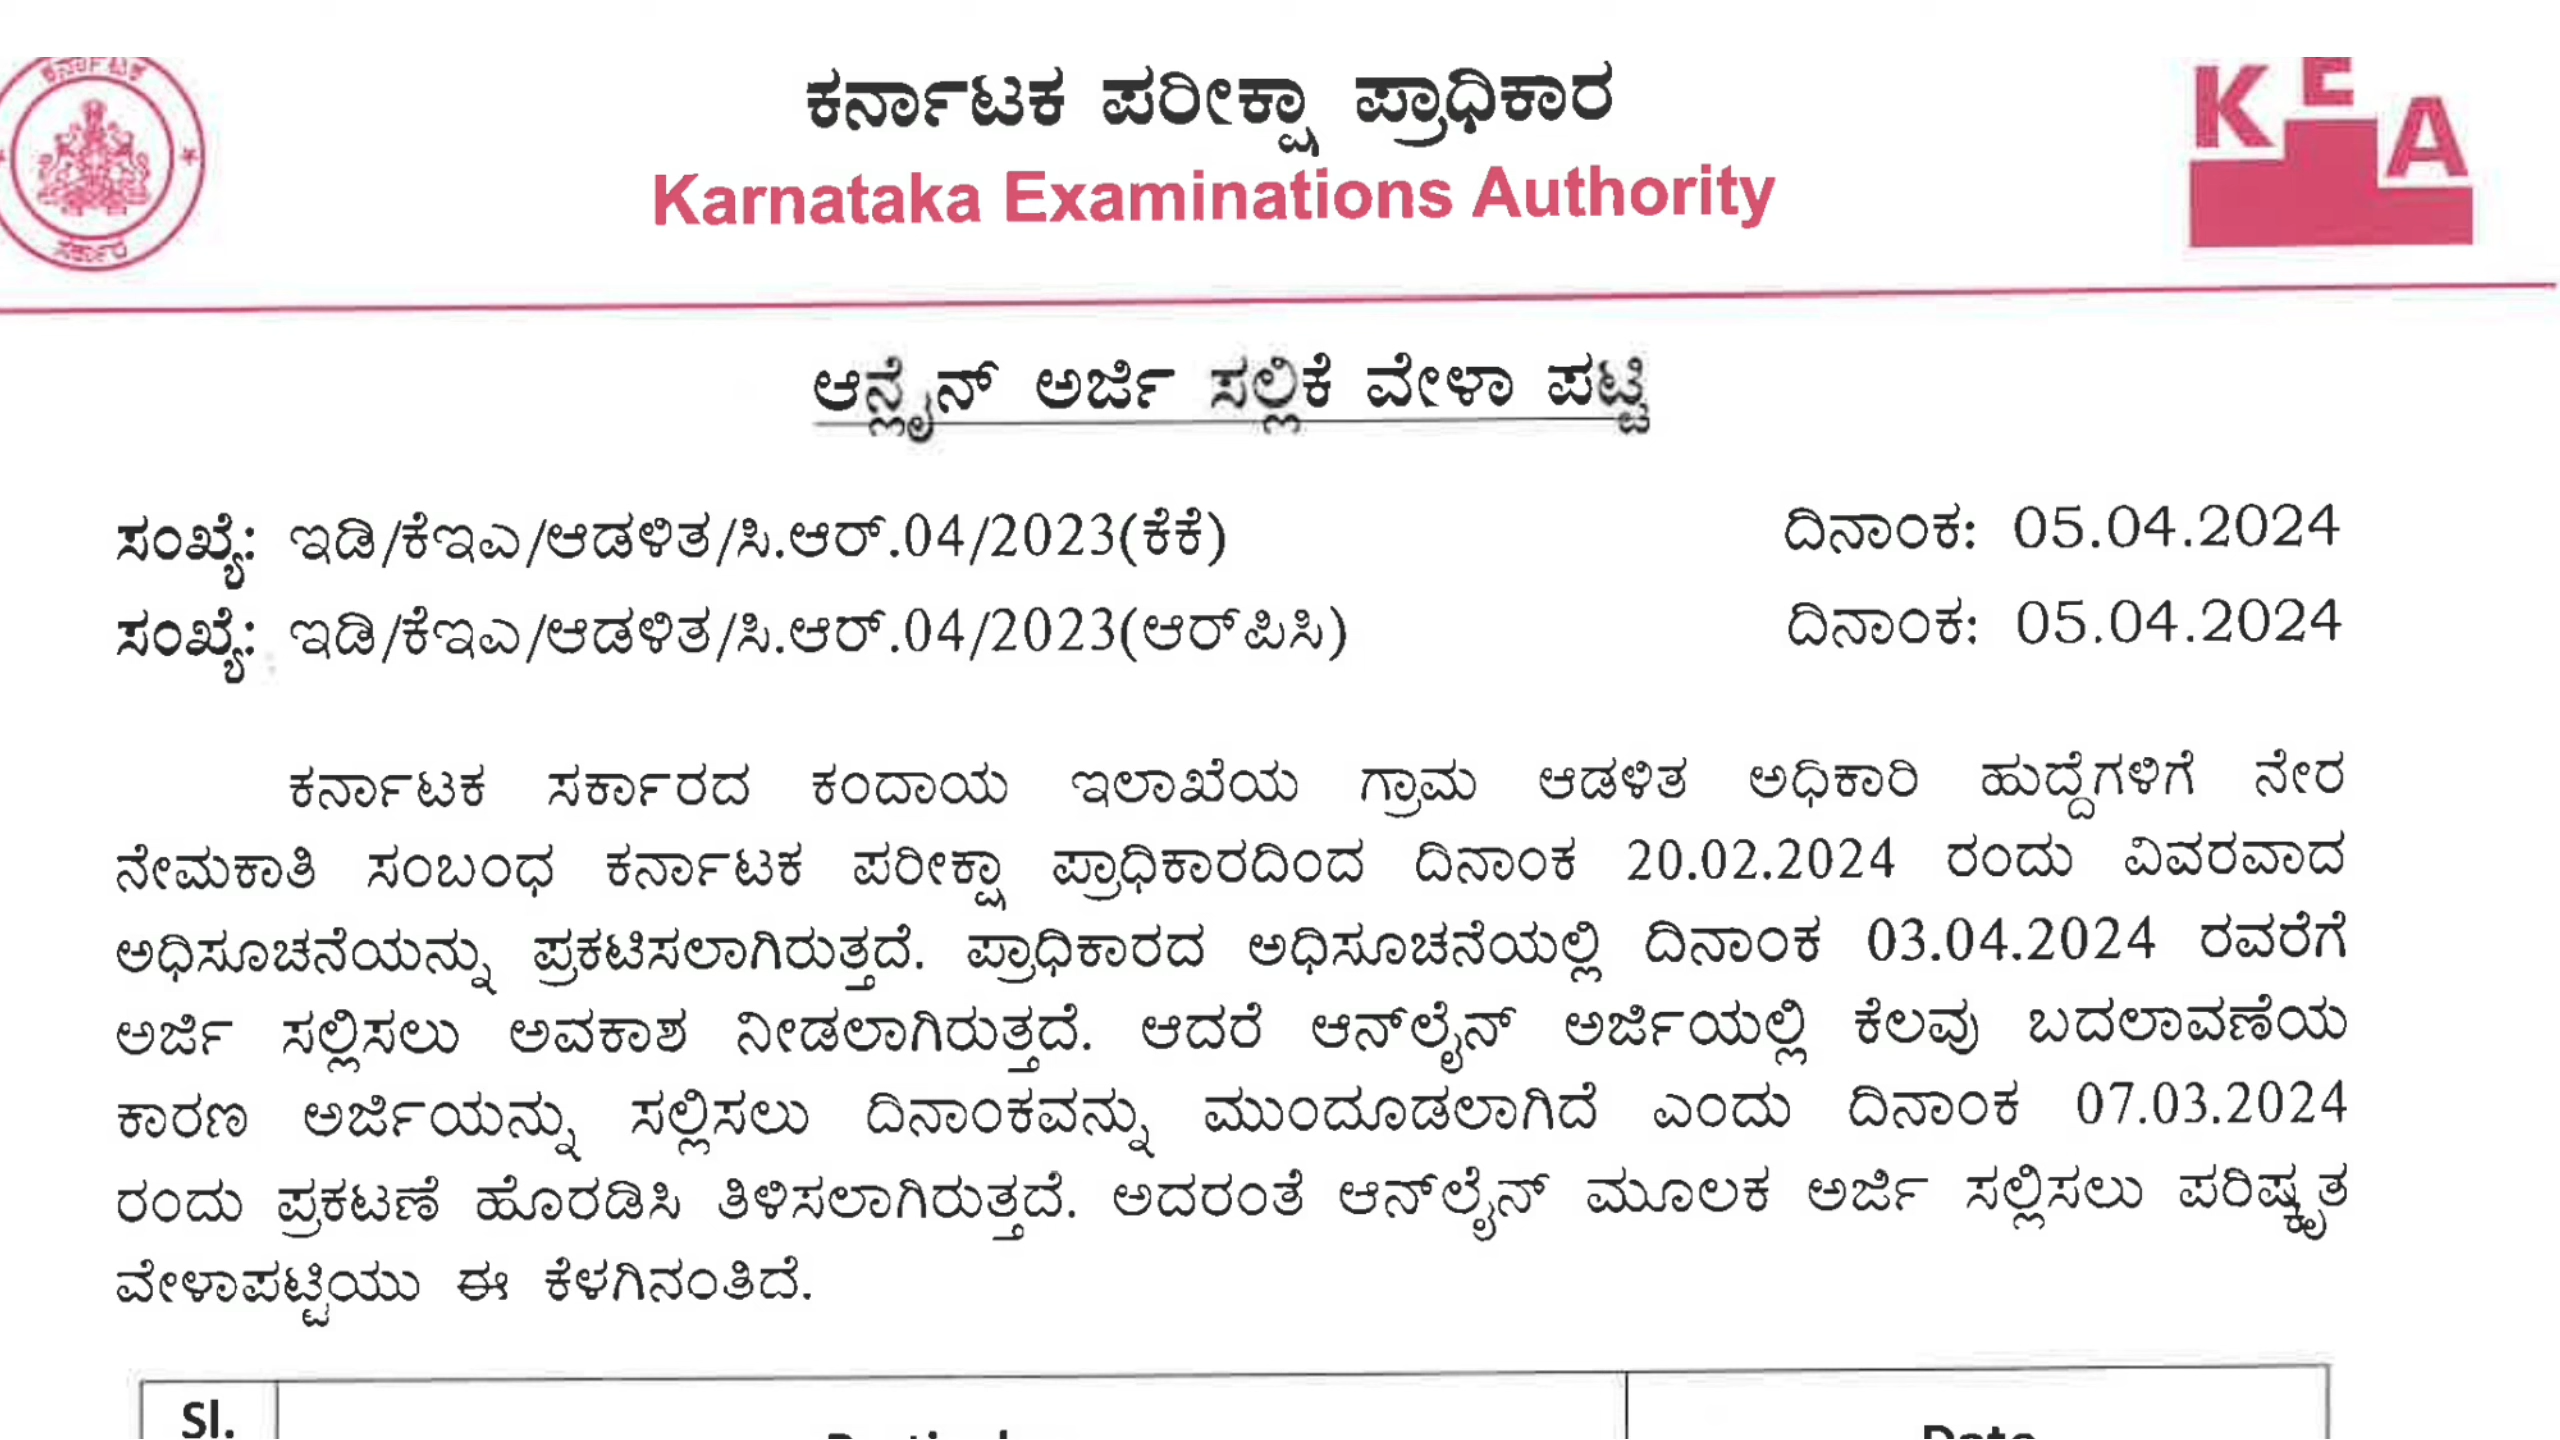 ಕರ್ನಾಟಕ
ಸರ್ಕಾರ
ಕರ್ನಾಟಕ ಪರೀಕ್ಷಾ ಪ್ರಾಧಿಕಾರ
Karnataka Examinations Authority
KEA
ಆನ್ಲೈನ್ ಅರ್ಜಿ ಸಲ್ಲಿಕೆ ವೇಳಾ ಪಟ್ಟಿ
ಸಂಖ್ಯೆ: ಇಡಿ/ಕೆಇಎ/ಆಡಳಿತ/ಸಿ.ಆರ್.04/2023(ಕೆಕೆ) ದಿನಾಂಕ: 05.04.2024
ಸಂಖ್ಯೆ: ಇಡಿ/ಕೆಇಎ/ಆಡಳಿತ/ಸಿ.ಆರ್.04/2023(ಆರ್‌ಪಿಸಿ) ದಿನಾಂಕ: 05.04.2024
ಕರ್ನಾಟಕ ಸರ್ಕಾರದ ಕಂದಾಯ ಇಲಾಖೆಯ ಗ್ರಾಮ ಆಡಳಿತ ಅಧಿಕಾರಿ ಹುದ್ದೆಗಳಿಗೆ ನೇರ
ನೇಮಕಾತಿ ಸಂಬಂಧ ಕರ್ನಾಟಕ ಪರೀಕ್ಷಾ ಪ್ರಾಧಿಕಾರದಿಂದ ದಿನಾಂಕ 20.02.2024 ರಂದು ವಿವರವಾದ
ಅಧಿಸೂಚನೆಯನ್ನು ಪ್ರಕಟಿಸಲಾಗಿರುತ್ತದೆ. ಪ್ರಾಧಿಕಾರದ ಅಧಿಸೂಚನೆಯಲ್ಲಿ ದಿನಾಂಕ 03.04.2024 ರವರೆಗೆ
ಅರ್ಜಿ ಸಲ್ಲಿಸಲು ಅವಕಾಶ ನೀಡಲಾಗಿರುತ್ತದೆ. ಆದರೆ ಆನ್‌ಲೈನ್ ಅರ್ಜಿಯಲ್ಲಿ ಕೆಲವು ಬದಲಾವಣೆಯ
ಕಾರಣ ಅರ್ಜಿಯನ್ನು ಸಲ್ಲಿಸಲು ದಿನಾಂಕವನ್ನು ಮುಂದೂಡಲಾಗಿದೆ ಎಂದು ದಿನಾಂಕ 07.03.2024
ರಂದು ಪ್ರಕಟಣೆ ಹೊರಡಿಸಿ ತಿಳಿಸಲಾಗಿರುತ್ತದೆ. ಅದರಂತೆ ಆನ್‌ಲೈನ್ ಮೂಲಕ ಅರ್ಜಿ ಸಲ್ಲಿಸಲು ಪರಿಷ್ಕೃತ
ವೇಳಾಪಟ್ಟಿಯು ಈ ಕೆಳಗಿನಂತಿದೆ.
Sl.